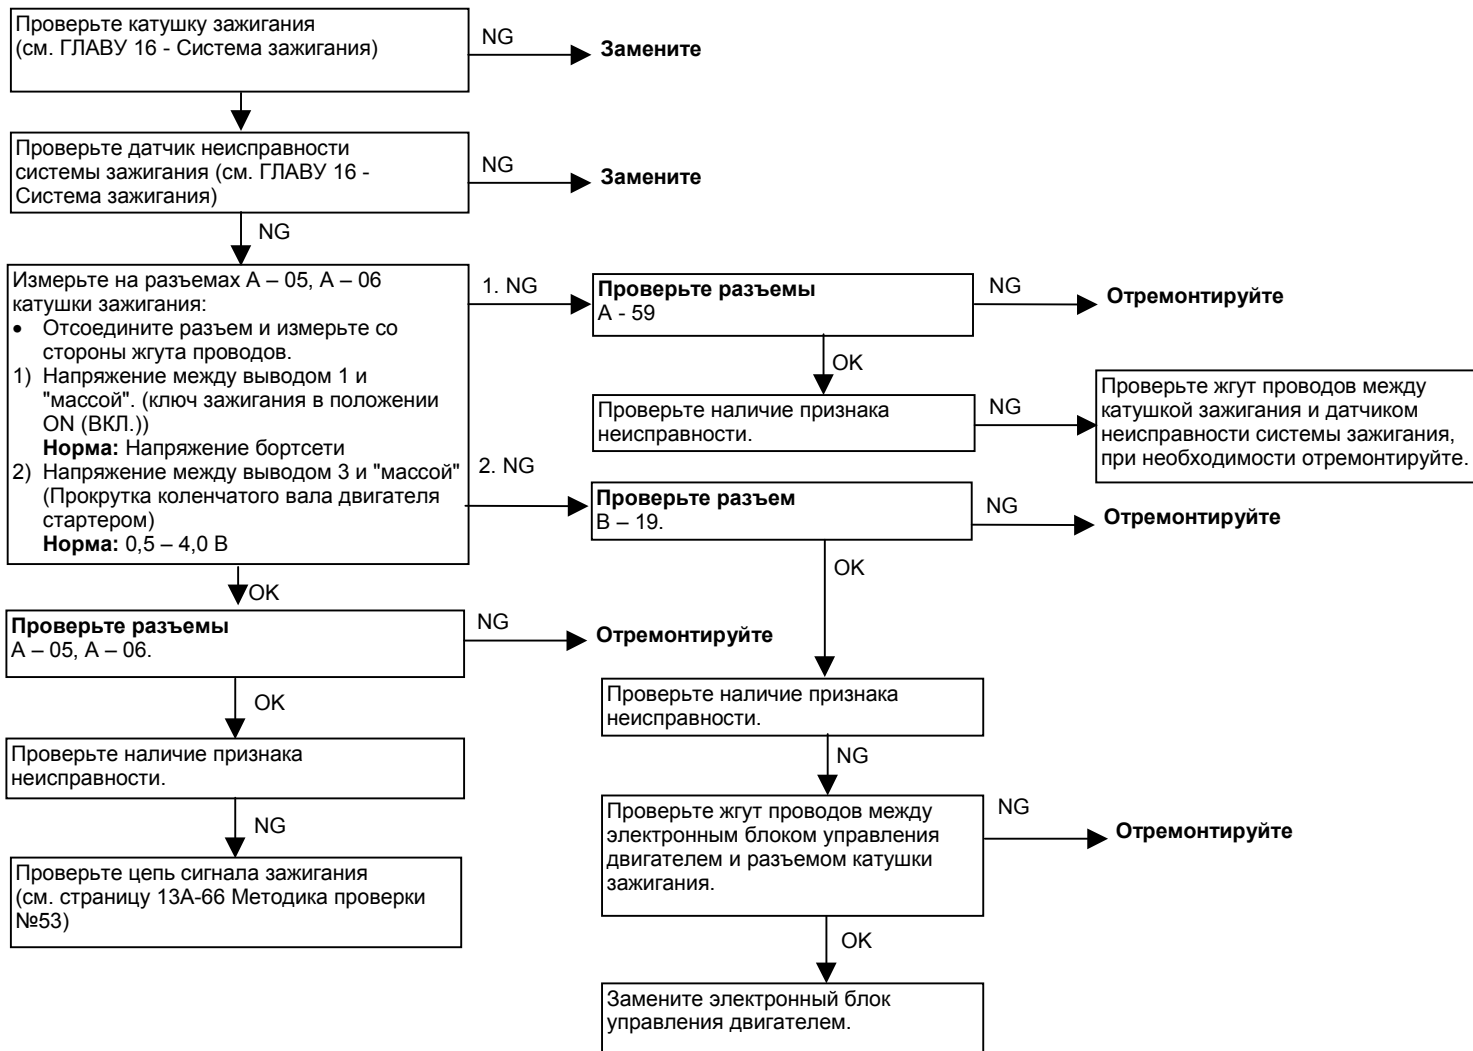 Проверьте катушку зажигания
(см. ГЛАВУ 16 - Система зажигания)
NG
Замените
Проверьте датчик неисправности
системы зажигания (см. ГЛАВУ 16 -
Система зажигания)
NG
Замените
NG
Измерьте на разъемах А – 05, А – 06
катушки зажигания:
• Отсоедините разъем и измерьте со
стороны жгута проводов.
1) Напряжение между выводом 1 и
"массой". (ключ зажигания в положении
ON (ВКЛ.))
Норма: Напряжение бортсети
2) Напряжение между выводом 3 и "массой"
(Прокрутка коленчатого вала двигателя
стартером)
Норма: 0,5 – 4,0 В
1. NG
Проверьте разъемы
А - 59
NG
Отремонтируйте
OK
Проверьте наличие признака
неисправности.
NG
Проверьте жгут проводов между
катушкой зажигания и датчиком
неисправности системы зажигания,
при необходимости отремонтируйте.
2. NG
Проверьте разъем
В – 19.
NG
Отремонтируйте
OK
OK
Проверьте разъемы
А – 05, А – 06.
NG
Отремонтируйте
OK
Проверьте наличие признака
неисправности.
NG
Проверьте цепь сигнала зажигания
(см. страницу 13А-66 Методика проверки
№53)
Проверьте наличие признака
неисправности.
NG
Проверьте жгут проводов между
электронным блоком управления
двигателем и разъемом катушки
зажигания.
NG
Отремонтируйте
OK
Замените электронный блок
управления двигателем.